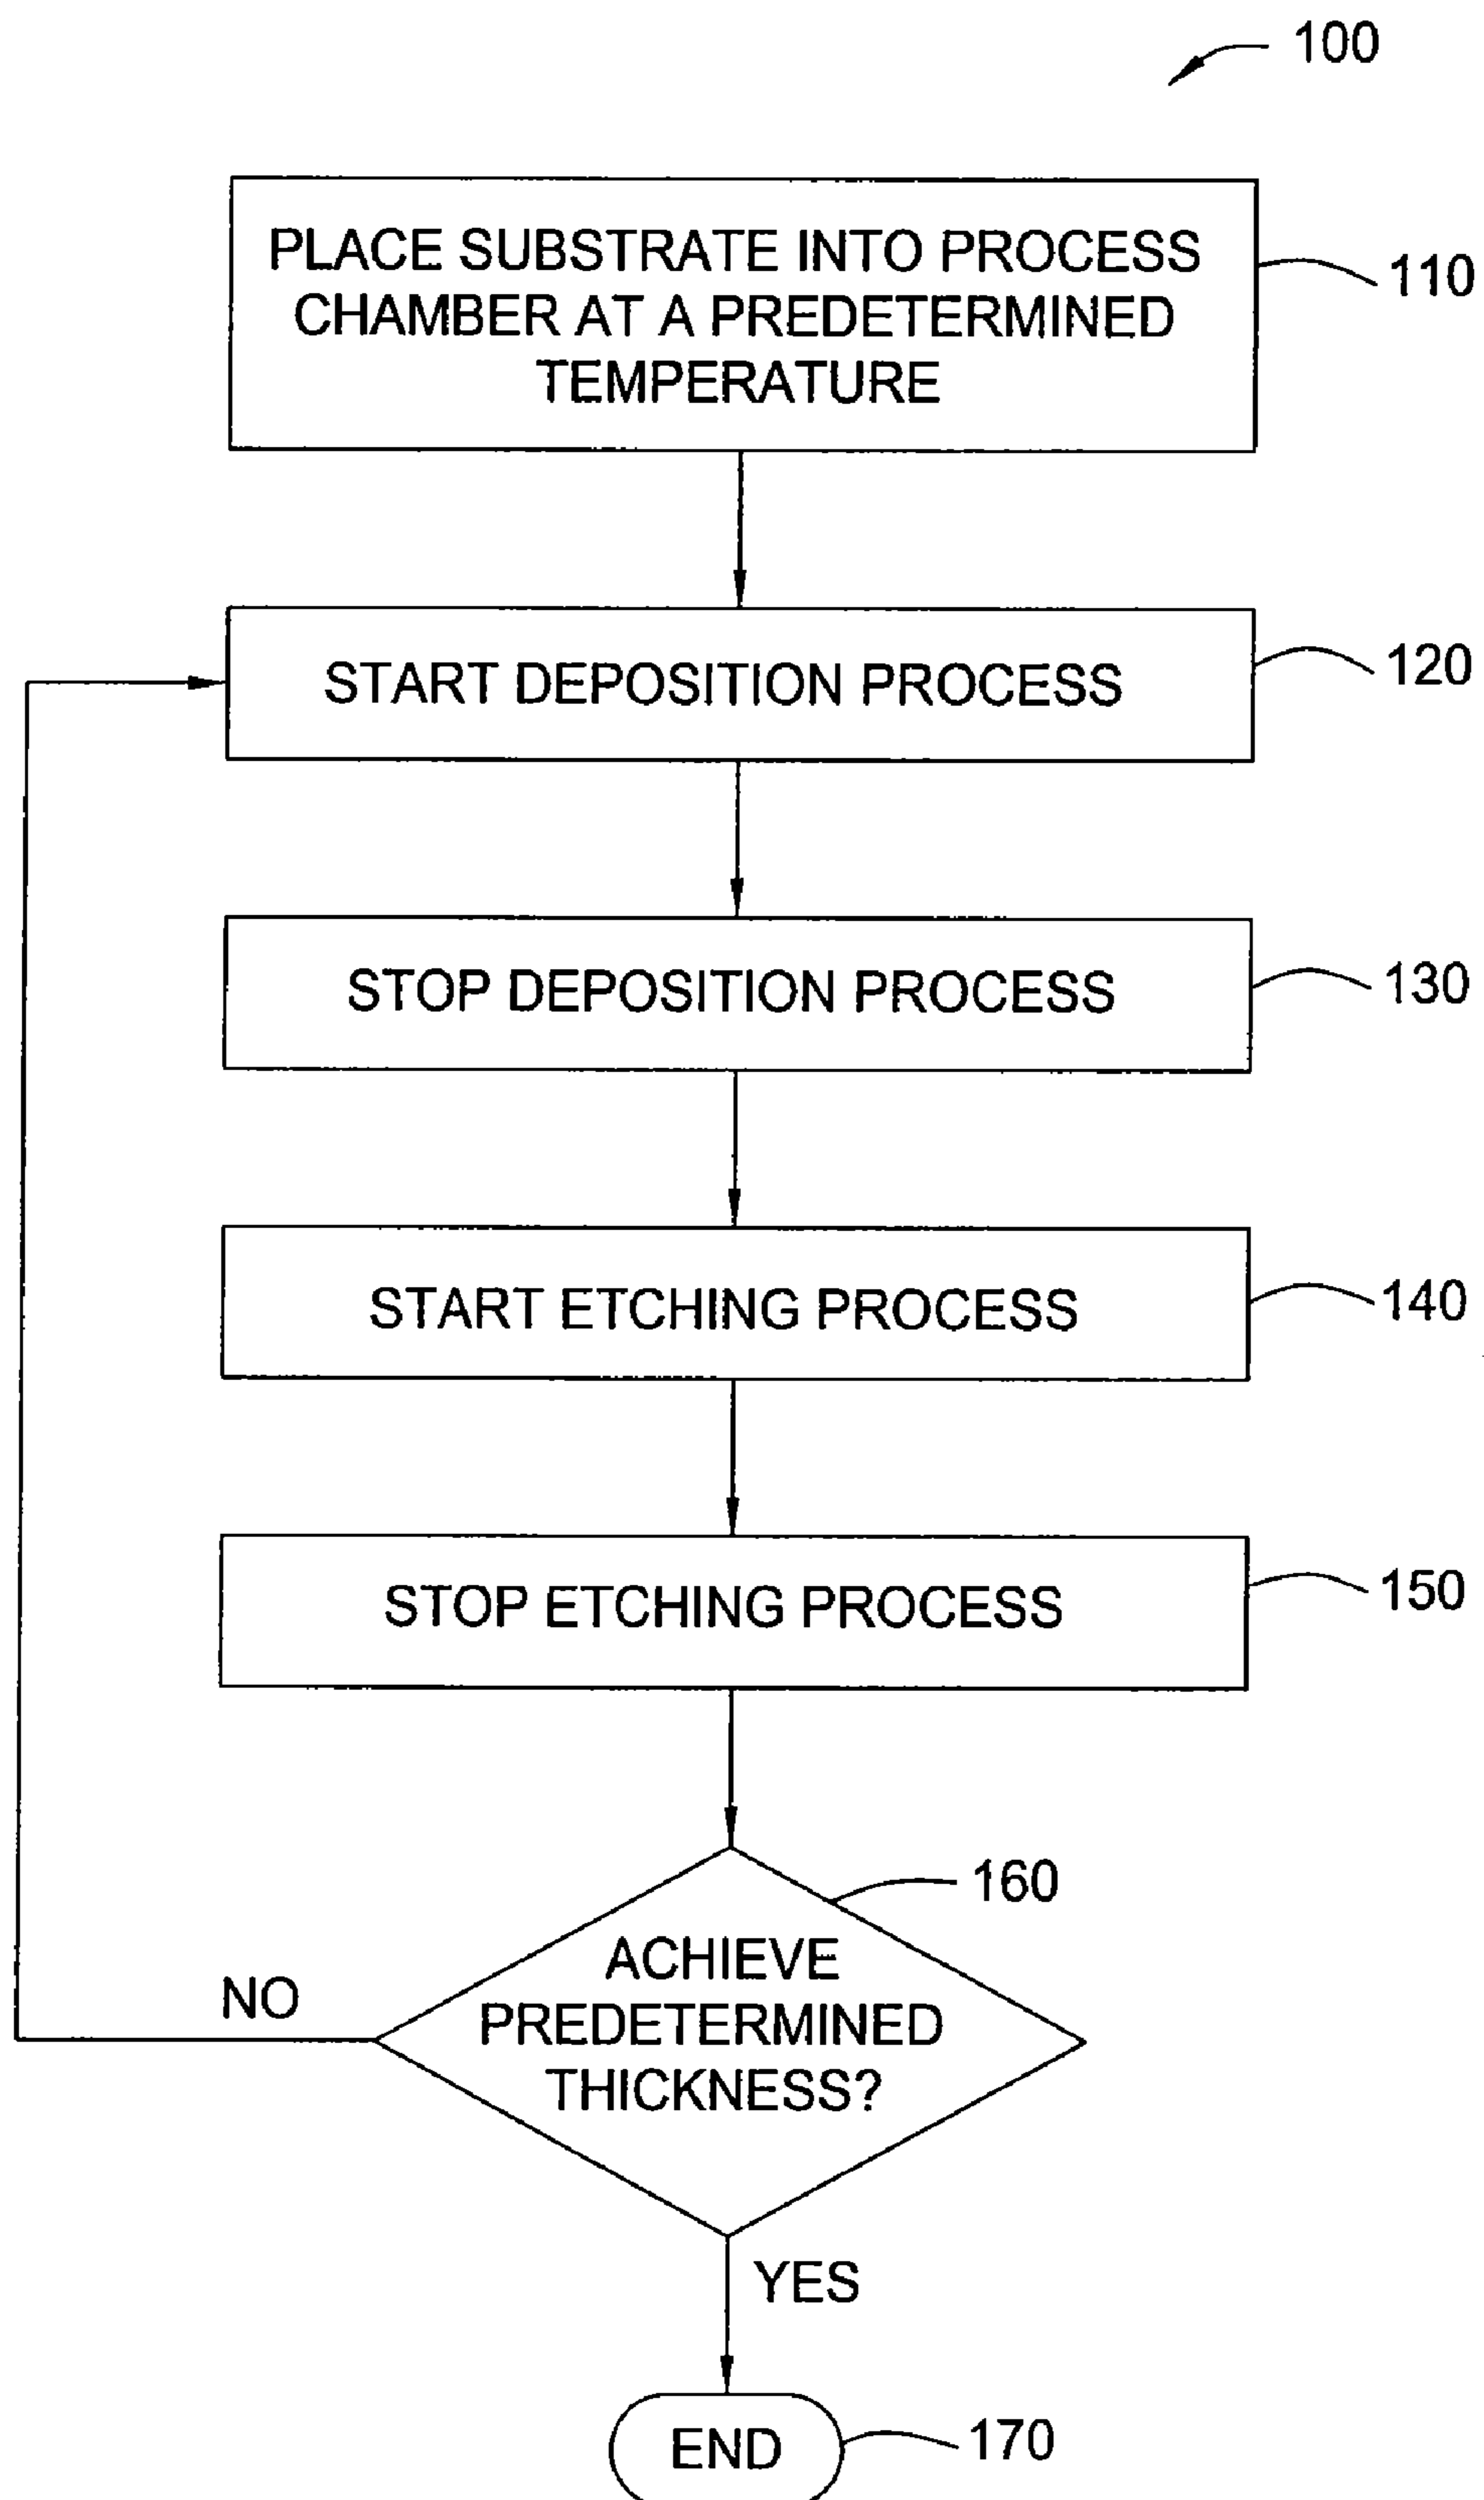 100
PLACE SUBSTRATE INTO PROCESS
CHAMBER AT A PREDETERMINED
TEMPERATURE
110
START DEPOSITION PROCESS
120
STOP DEPOSITION PROCESS
130
START ETCHING PROCESS
140
STOP ETCHING PROCESS
150
160
ACHIEVE
PREDETERMINED
THICKNESS?
NO
YES
END
170